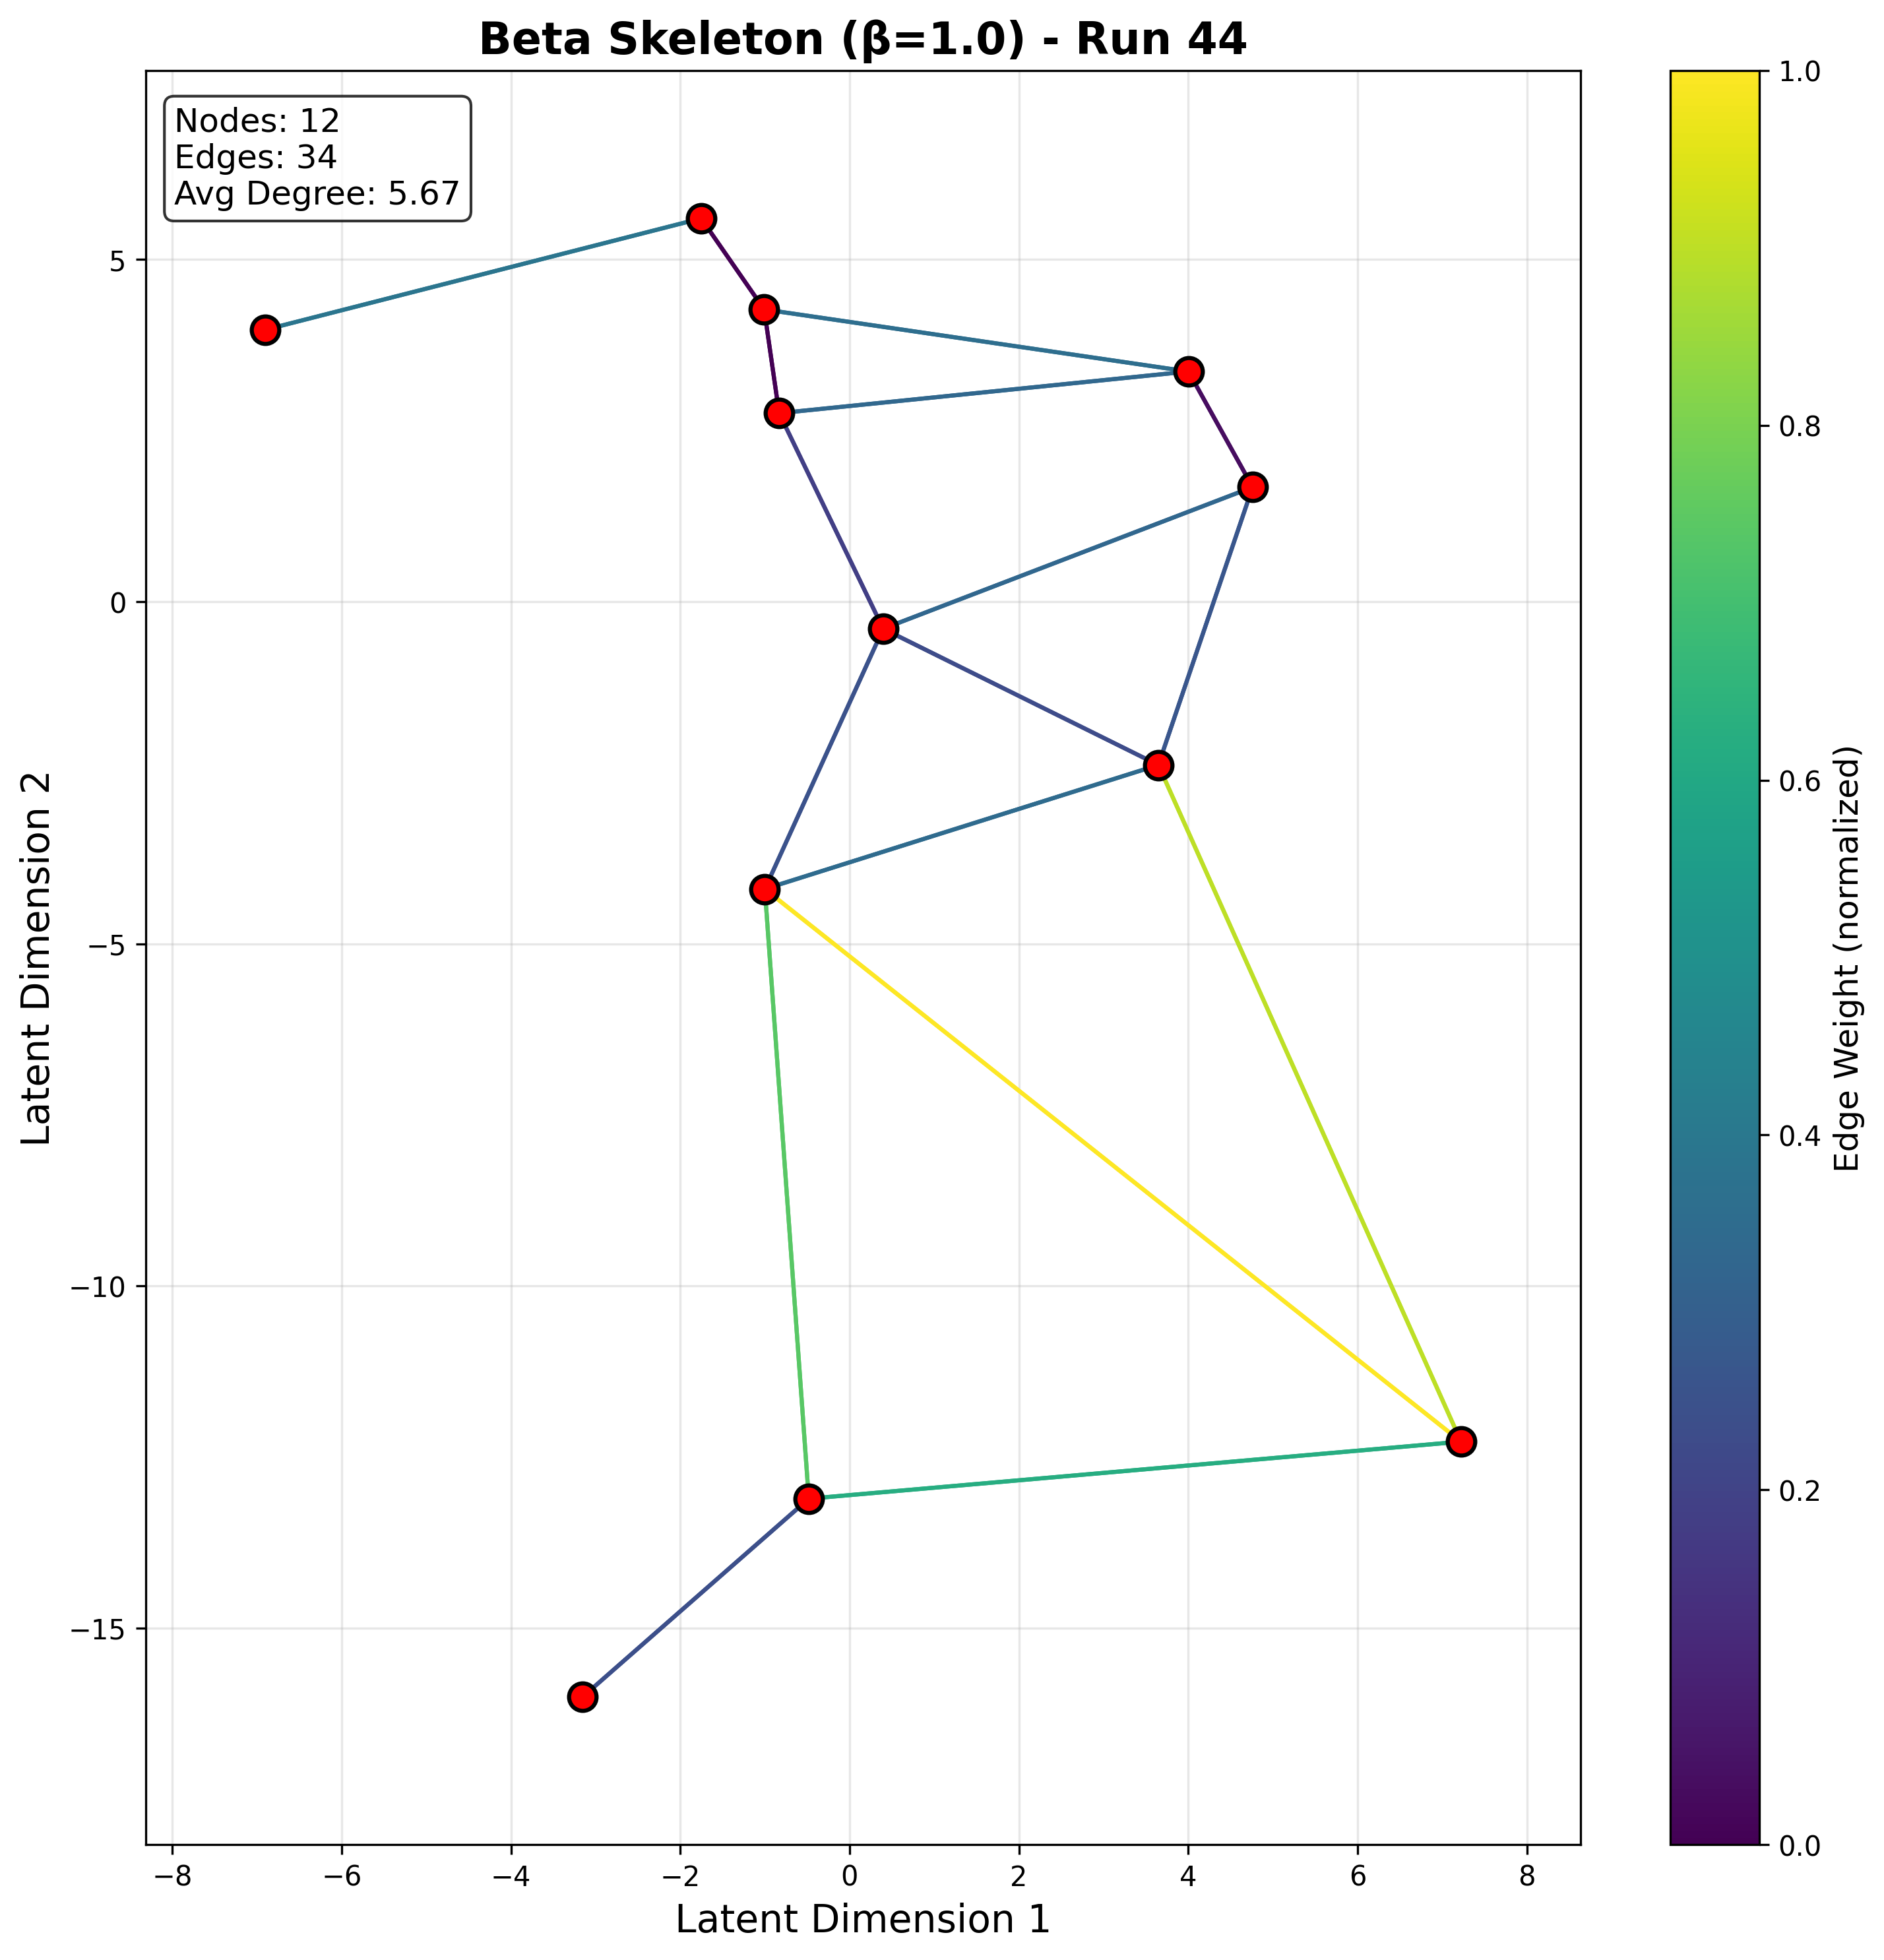 Beta Skeleton (β=1.0) - Run 44
Nodes: 12
Edges: 34
Avg Degree: 5.67
5
0
−5
−10
−15
Latent Dimension 2
−8
−6
−4
−2
0
2
4
6
8
Latent Dimension 1
1.0
0.8
0.6
0.4
0.2
0.0
Edge Weight (normalized)